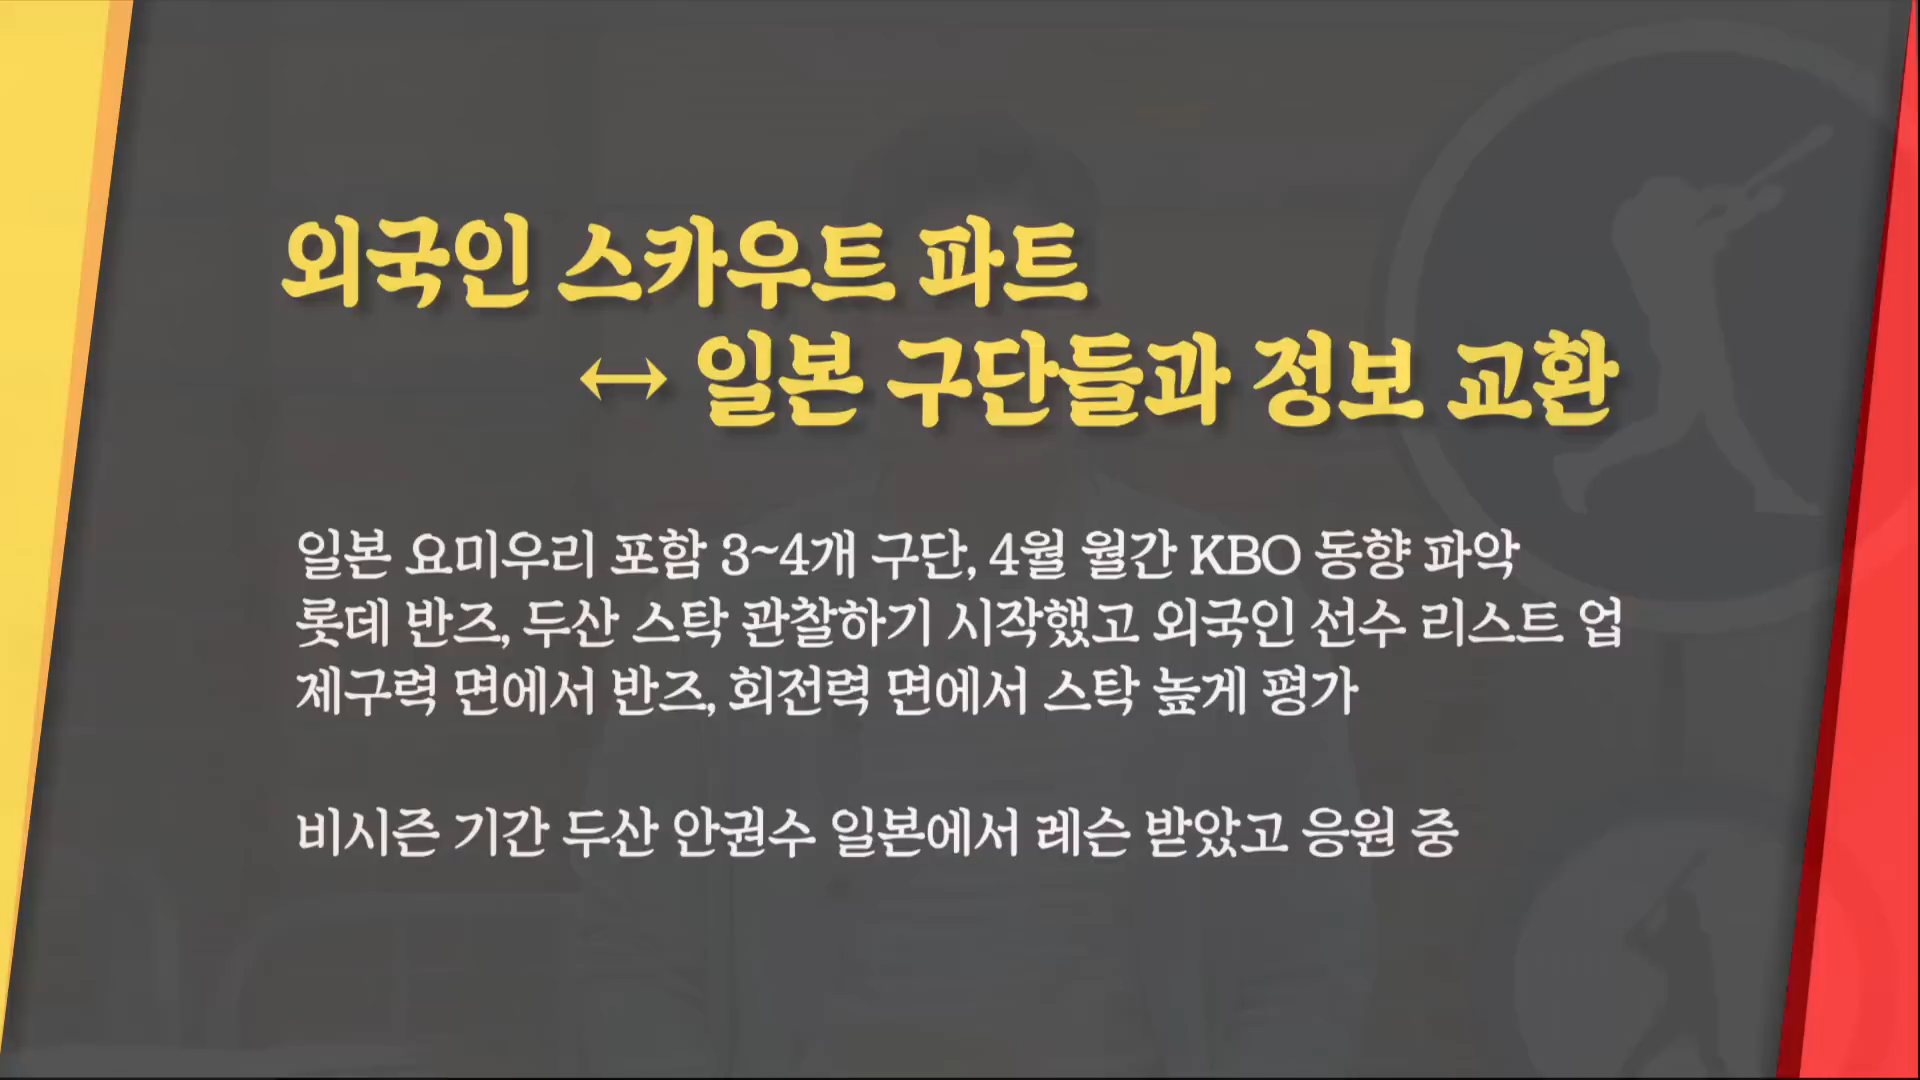 외국인 스카우트 파트
↔ 일본 구단들과 정보 교환
일본 요미우리 포함 3~4개 구단, 4월 월간 KBO 동향 파악
롯데 반즈, 두산 스탁 관찰하기 시작했고 외국인 선수 리스트 업
제구력 면에서 반즈, 회전력 면에서 스탁 높게 평가
비시즌 기간 두산 안권수 일본에서 레슨 받았고 응원 중